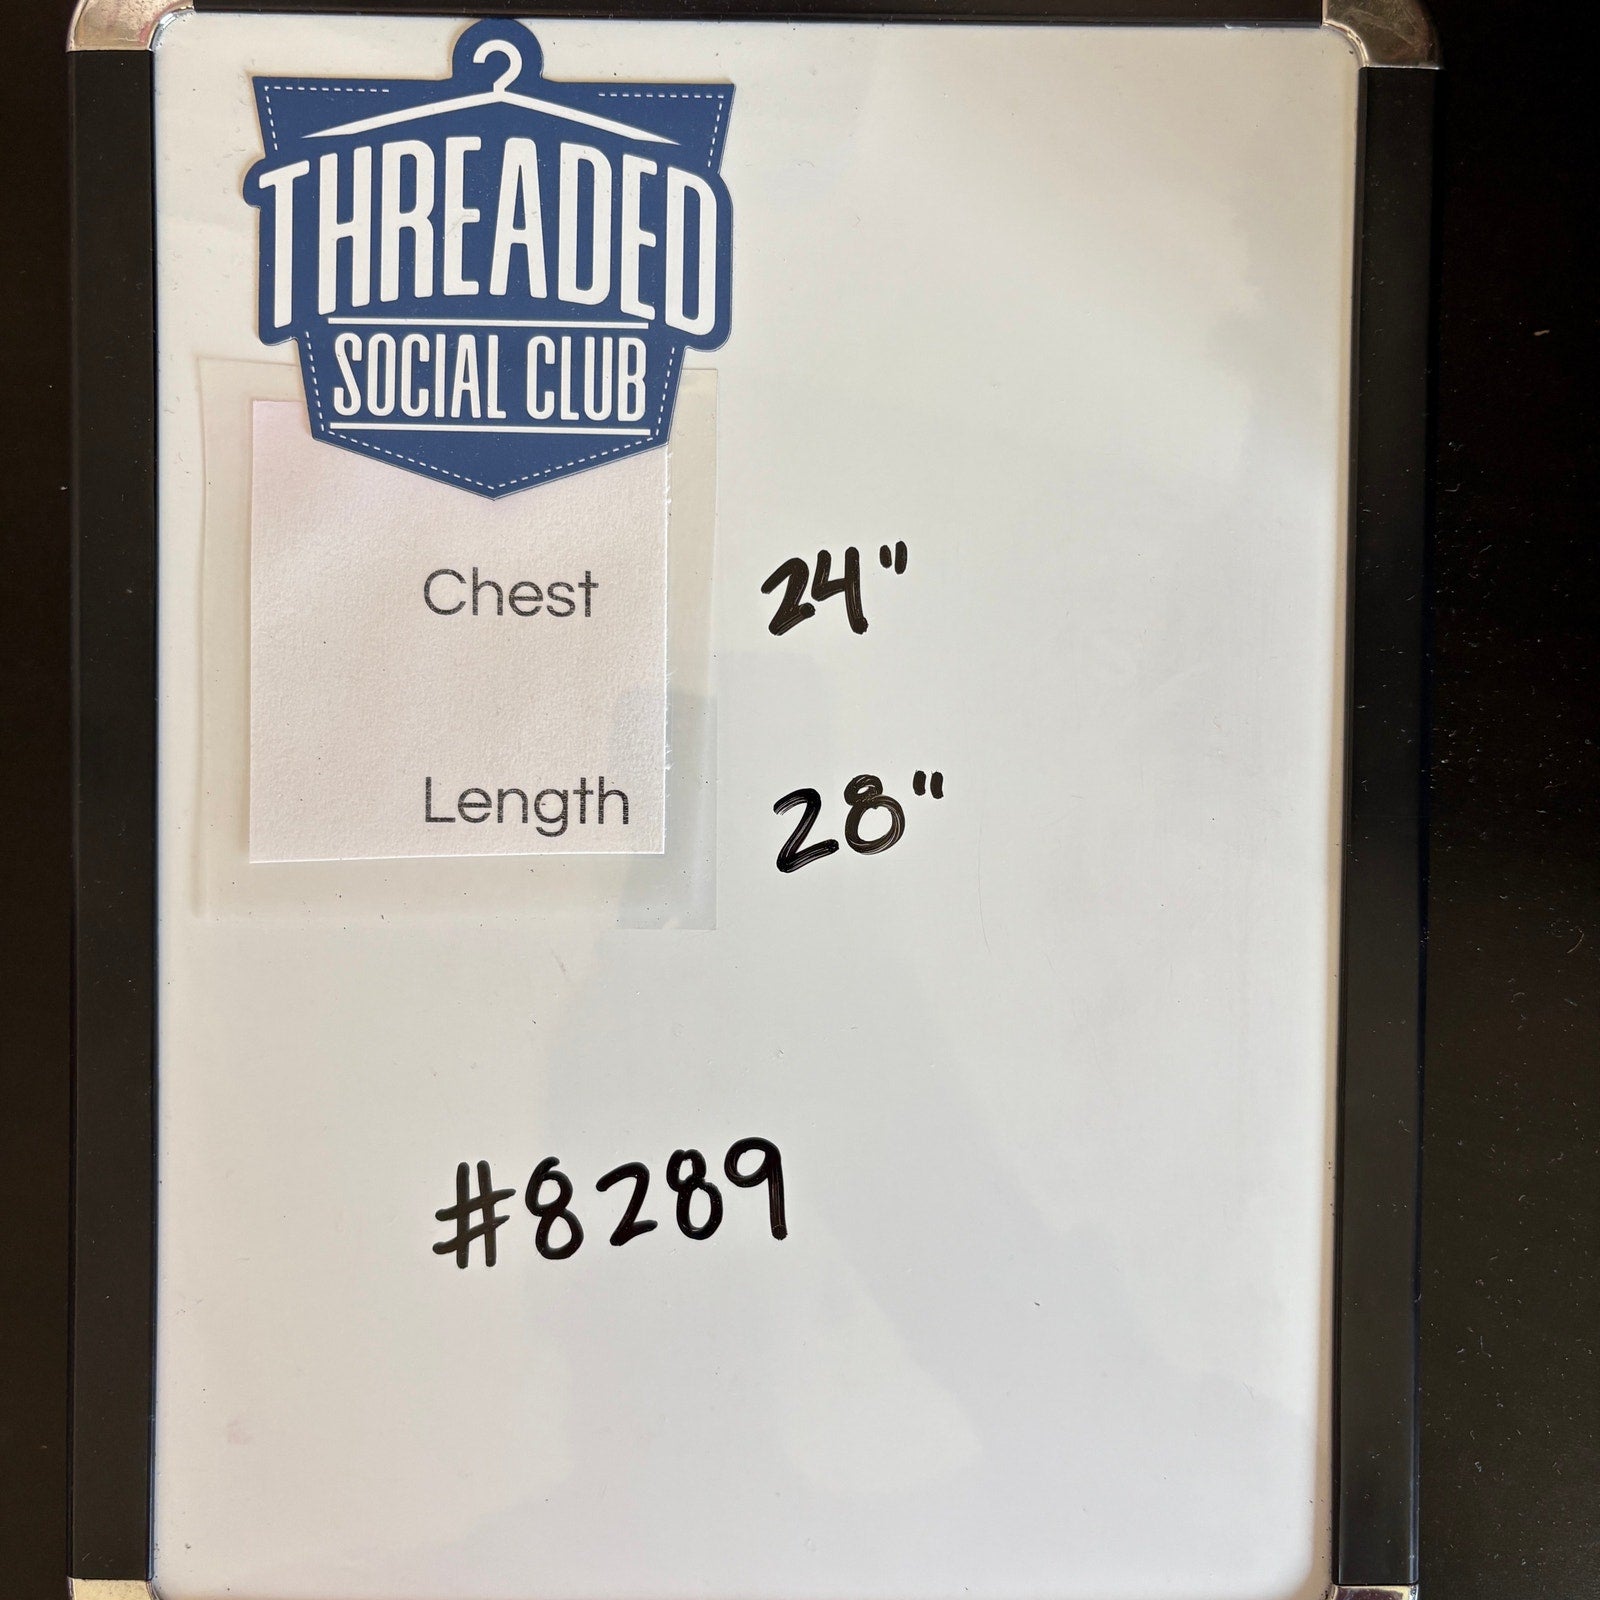 THREADED
SOCIAL CLUB
Chest 24"
Length 28"
#8289